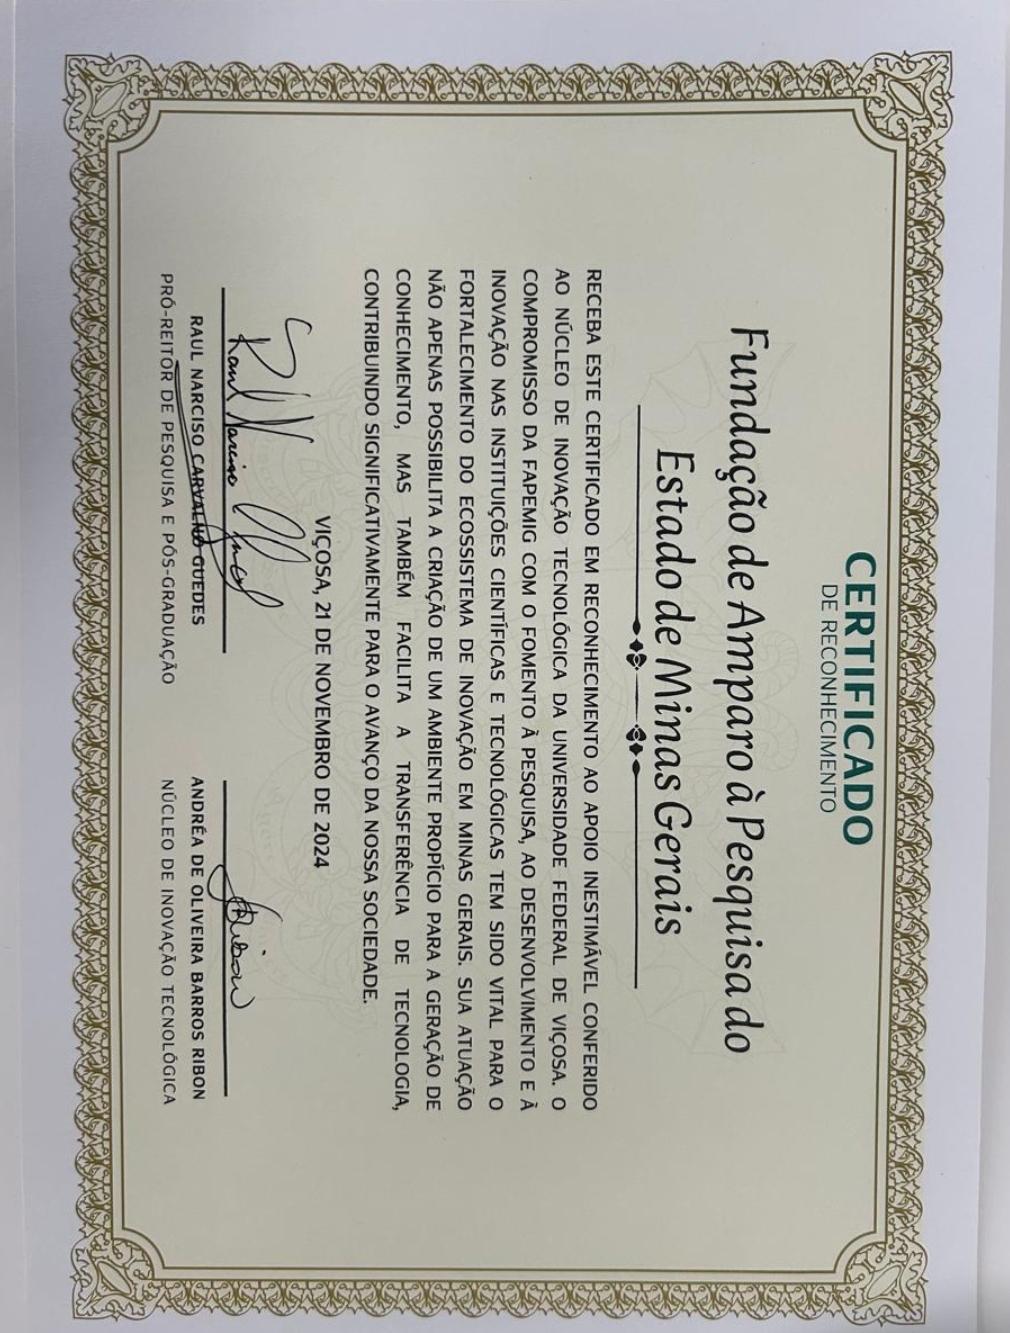 CERTIFICADO
DE RECONHECIMENTO
Fundação de Amparo à Pesquisa do
Estado de Minas Gerais
RECEBA ESTE CERTIFICADO EM RECONHECIMENTO AO APOIO INESTIMÁVEL CONFERIDO
AO NÚCLEO DE INOVAÇÃO TECNOLÓGICA DA UNIVERSIDADE FEDERAL DE VIÇOSA. O
COMPROMISSO DA FAPEMIG COM O FOMENTO À PESQUISA, AO DESENVOLVIMENTO E À
INOVAÇÃO NAS INSTITUIÇÕES CIENTÍFICAS E TECNOLÓGICAS TEM SIDO VITAL PARA O
FORTALECIMENTO DO ECOSSISTEMA DE INOVAÇÃO EM MINAS GERAIS. SUA ATUAÇÃO
NÃO APENAS POSSIBILITA A CRIAÇÃO DE UM AMBIENTE PROPÍCIO PARA A GERAÇÃO DE
CONHECIMENTO, MAS TAMBÉM FACILITA A TRANSFERÊNCIA DE TECNOLOGIA,
CONTRIBUINDO SIGNIFICATIVAMENTE PARA O AVANÇO DA NOSSA SOCIEDADE.
VIÇOSA, 21 DE NOVEMBRO DE 2024
RAUL NARCISO CARVALHO GUEDES
PRÓ-REITOR DE PESQUISA E PÓS-GRADUAÇÃO
ANDRÉA DE OLIVEIRA BARROS RIBON
NÚCLEO DE INOVAÇÃO TECNOLÓGICA